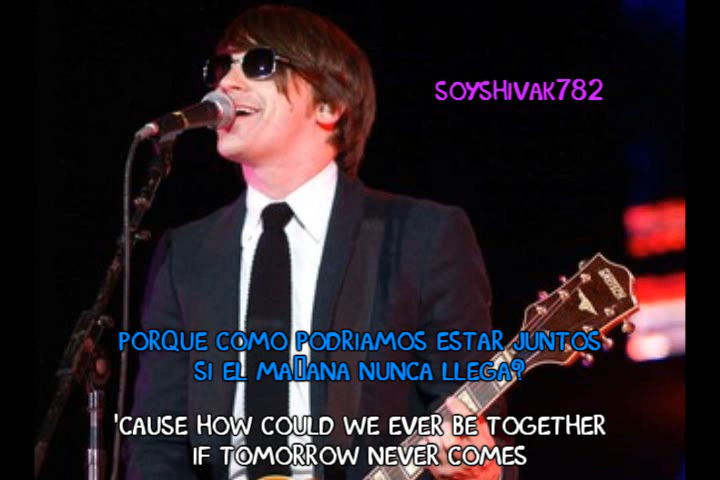 SOYSHIVAK782
GRETSCH
PORQUE COMO PODRIAMOS ESTAR JUNTOS
SI EL MA▯ANA NUNCA LLEGA?
'CAUSE HOW COULD WE EVER BE TOGETHER
IF TOMORROW NEVER COMES